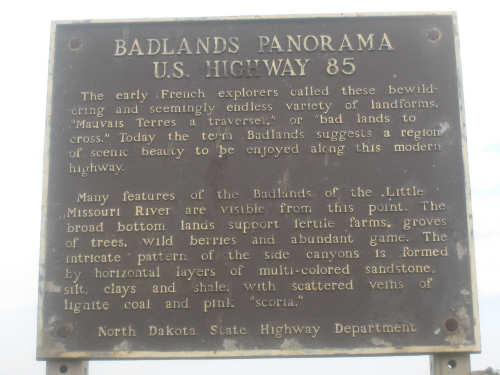 BADLANDS PANORAMA
U.S. HIGHWAY 85
The early French explorers called these bewild-
ering and seemingly endless variety of landforms,
"Mauvais Terres a traverser," or "bad lands to
cross." Today the term Badlands suggests a region
of scenic beauty to be enjoyed along this modern
highway.
Many features of the Badlands of the Little
Missouri River are visible from this point. The
broad bottom lands support fertile farms, groves
of trees, wild berries and abundant game. The
intricate pattern of the side canyons is formed
by horizontal layers of multi-colored sandstone,
silt, clays and shale, with scattered veins of
lignite coal and pink "scoria."
North Dakota State Highway Department